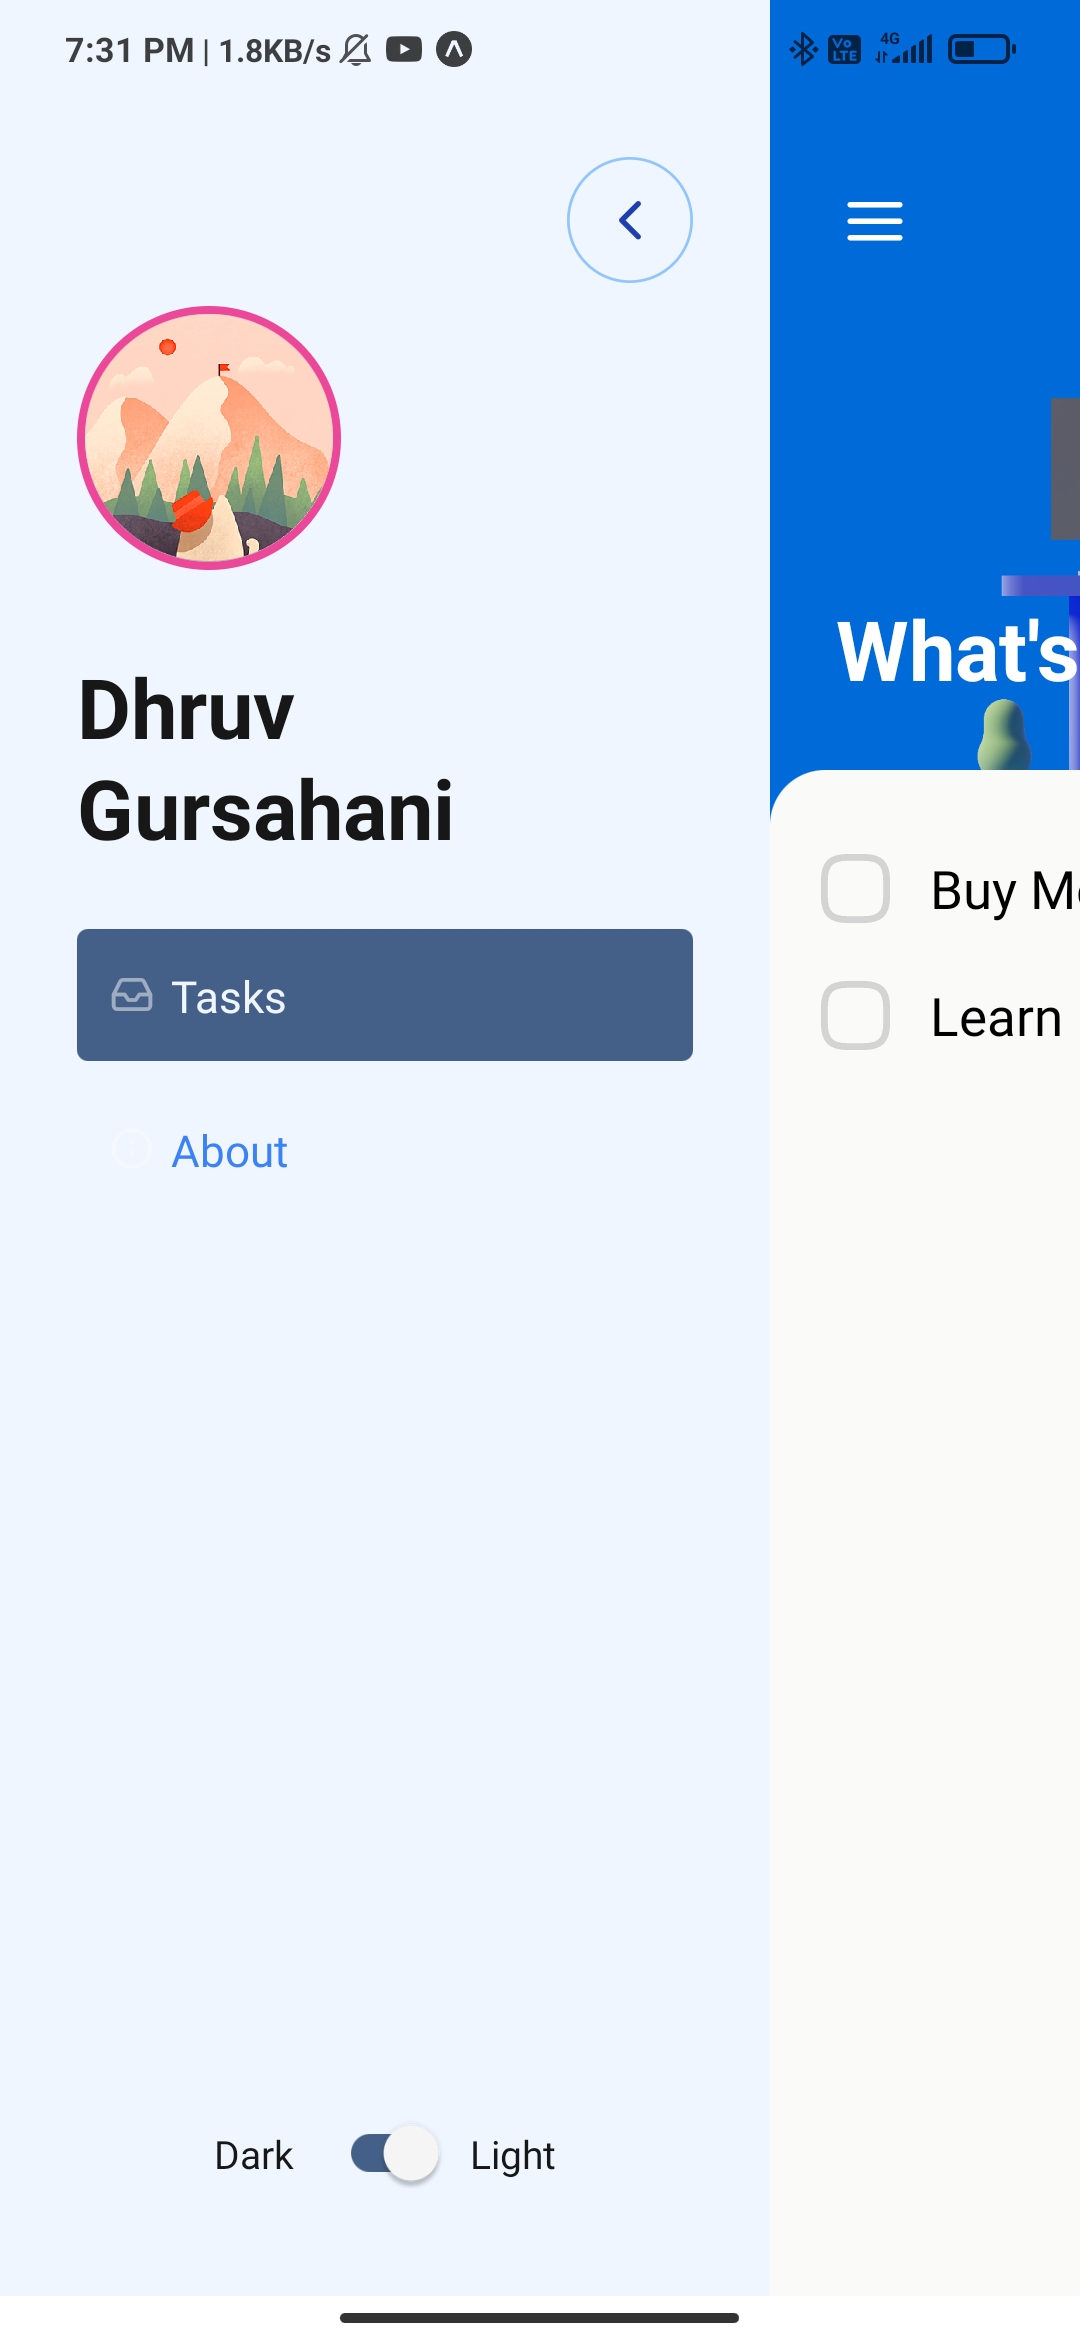 7:31 PM | 1.8KB/s
Vo LTE 4G
Dhruv
Gursahani
Tasks
About
Dark Light
What's
Buy
Learn